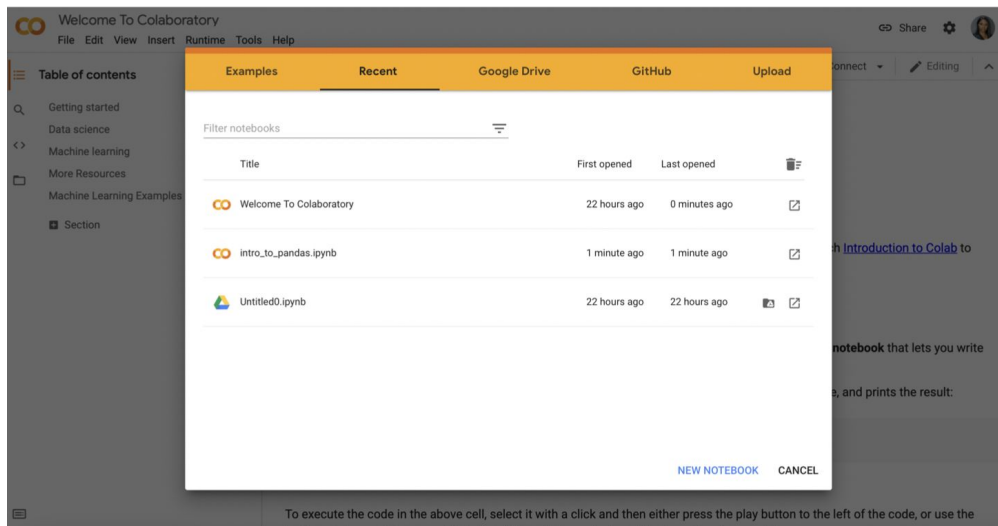 Welcome To Colaboratory
File Edit View Insert Runtime Tools Help
Share
Table of contents
Getting started
Data science
Machine learning
More Resources
Machine Learning Examples
Section
Examples Recent Google Drive GitHub Upload
Editing
Filter notebooks
Title First opened Last opened
Welcome To Colaboratory 22 hours ago 0 minutes ago
intro_to_pandas.ipynb 1 minute ago 1 minute ago
Untitled0.ipynb 22 hours ago 22 hours ago
NEW NOTEBOOK CANCEL
Introduction to Colab to
notebook that lets you write
, and prints the result:
To execute the code in the above cell, select it with a click and then either press the play button to the left of the code, or use the